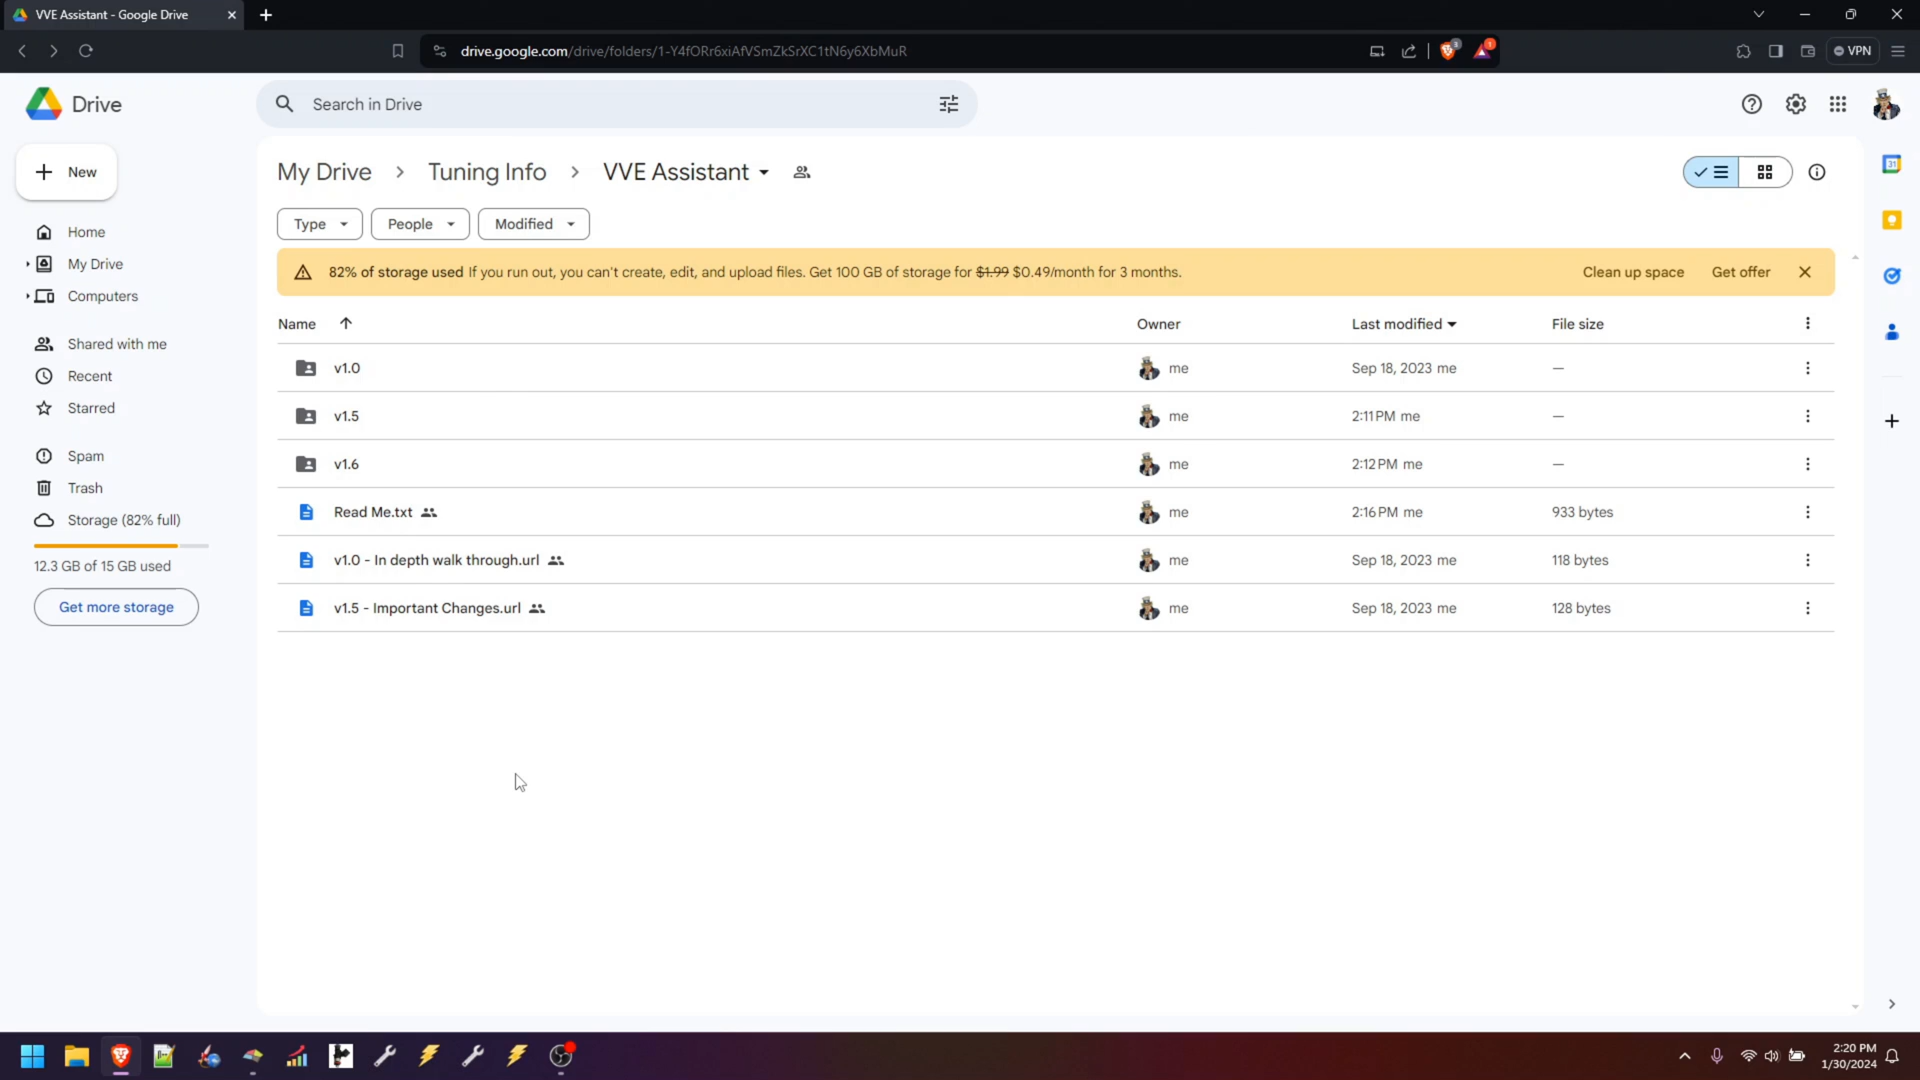 VVE Assistant - Google Drive
drive.google.com/drive/folders/1-Y4fORr6xiAfVSmZkSrXC1tN6y6XbMuR
3
1
VPN
Drive
Search in Drive
New
Home
My Drive
Computers
Shared with me
Recent
Starred
Spam
Trash
Storage (82% full)
12.3 GB of 15 GB used
Get more storage
My Drive > Tuning Info > VVE Assistant
Type
People
Modified
82% of storage used If you run out, you can't create, edit, and upload files. Get 100 GB of storage for $1.99 $0.49/month for 3 months.
Clean up space
Get offer
Name Owner Last modified File size
v1.0 me Sep 18, 2023 me —
v1.5 me 2:11 PM me —
v1.6 me 2:12 PM me —
Read Me.txt me 2:16 PM me 933 bytes
v1.0 - In depth walk through.url me Sep 18, 2023 me 118 bytes
v1.5 - Important Changes.url me Sep 18, 2023 me 128 bytes
31
2:20 PM
1/30/2024